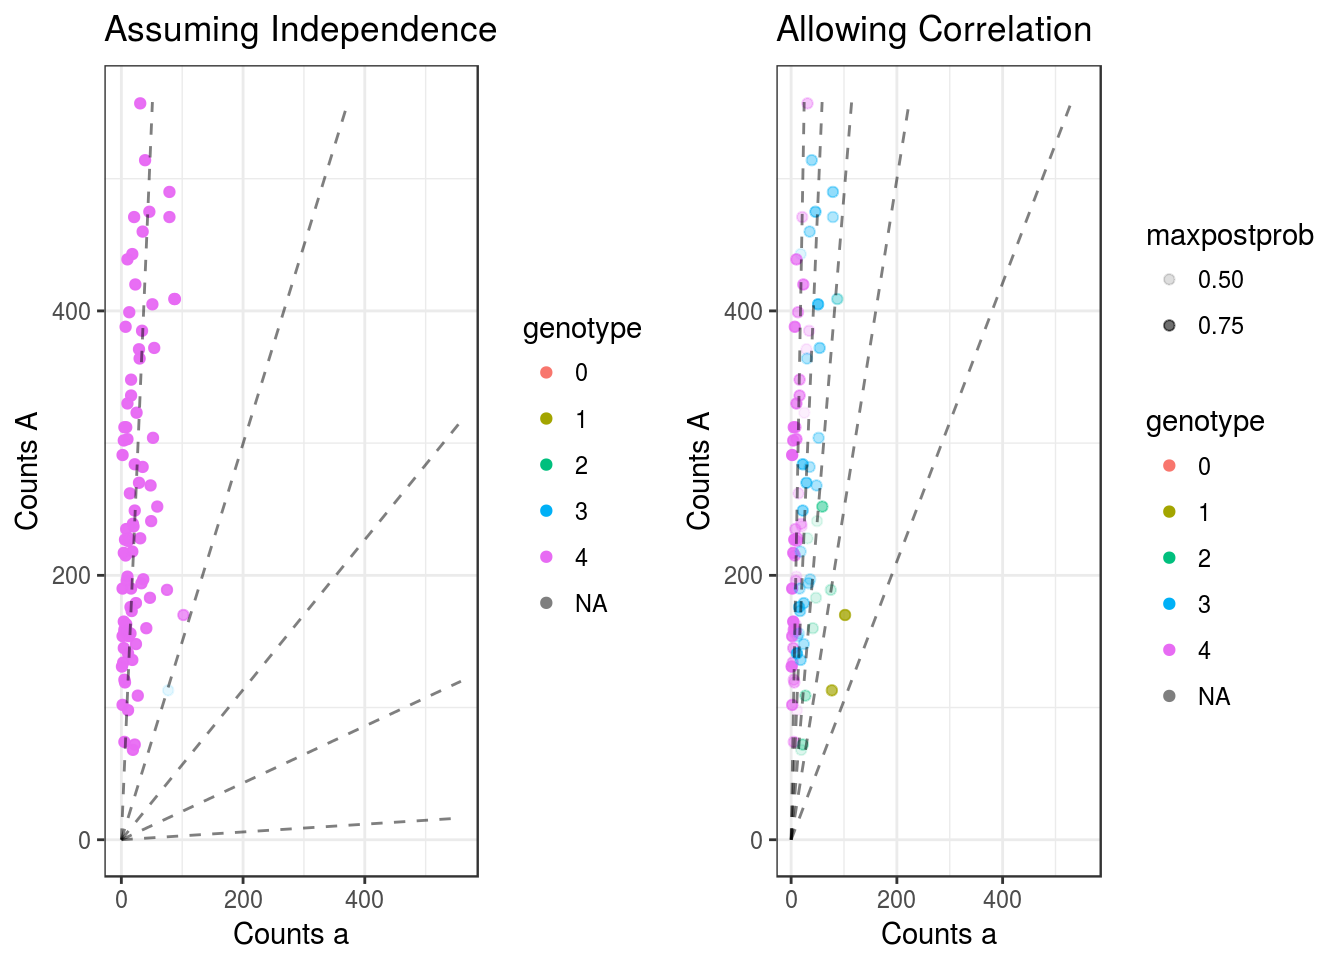 Assuming Independence
Counts A
400
200
0
0 200 400
Counts a
genotype
0
1
2
3
4
NA
Allowing Correlation
Counts A
400
200
0
0 200 400
Counts a
maxpostprob
0.50
0.75
genotype
0
1
2
3
4
NA